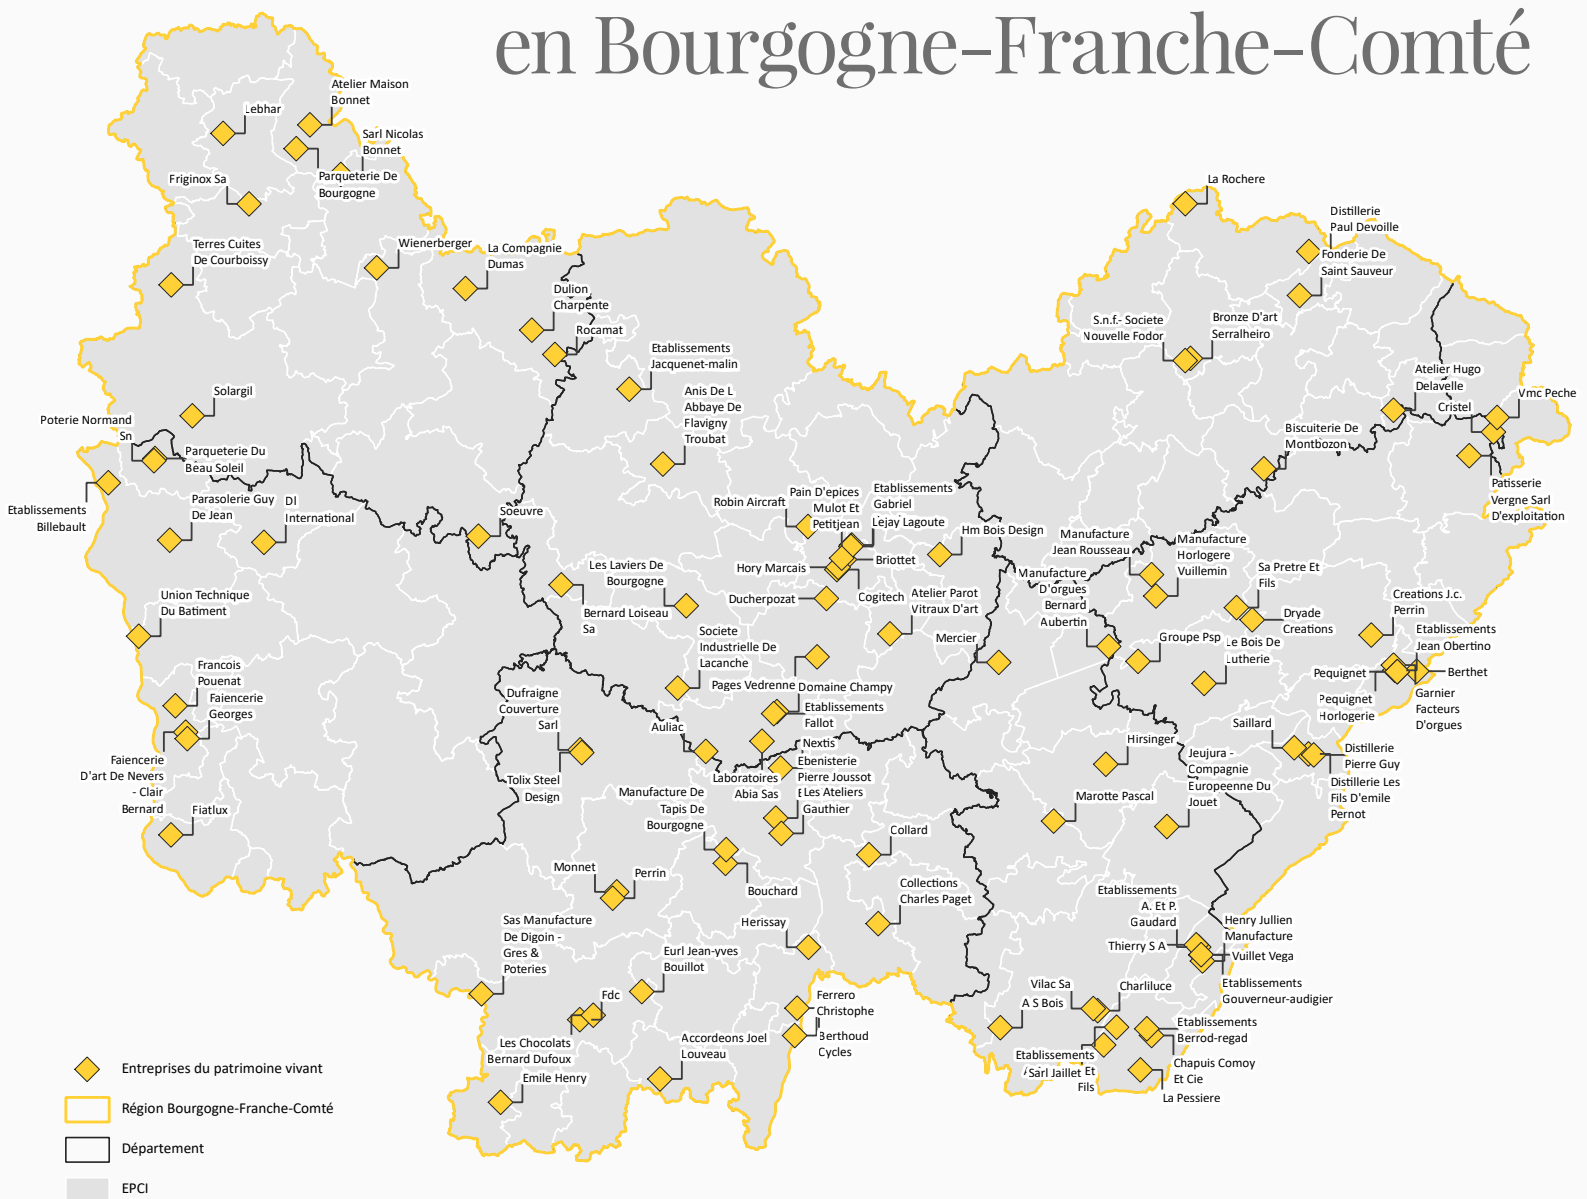 en Bourgogne–Franche–Comté
Atelier Maison
Bonnet
Lebhar
Sarl Nicolas
Bonnet
Parqueterie De
Bourgogne
Friginox Sa
Terres Cuites
De Courboissy
Wienerberger
La Compagnie
Dumas
Dulion
Charpente
Rocamat
Etablissements
Jacquenet-malin
Anis De L
Abbaye De
Flavigny
Troubat
Solargil
Poterie Normand
Sn
Parqueterie Du
Beau Soleil
Etablissements
Billebault
Parasolerie Guy
De Jean
Dl
International
Soeuvre
Union Technique
Du Batiment
Francois
Pouenat
Faiencerie
Georges
Faiencerie
D'art De Nevers
- Clair
Bernard
Fiatlux
La Rochere
Distillerie
Paul Devoille
Fonderie De
Saint Sauveur
S.n.f.- Societe
Nouvelle Fodor
Bronze D'art
Serralheiro
Atelier Hugo
Delavelle
Cristel
Vmc Peche
Biscuiterie De
Montbozon
Patisserie
Vergne Sarl
D'exploitation
Robin Aircraft
Pain D'epices
Mulot Et
Petitjean
Etablissements
Gabriel
Lejay Lagoute
Briottet
Hory Marcais
Cogitech
Ducherpozat
Hm Bois Design
Les Laviers De
Bourgogne
Bernard Loiseau
Sa
Atelier Parot
Vitraux D'art
Mercier
Societe
Industrielle De
Lacanche
Pages Vedrenne
Domaine Champy
Etablissements
Fallot
Auliac
Nextis
Ebenisterie
Pierre Joussot
Laboratoires
Abia Sas
Les Ateliers
Gauthier
Dufraigne
Couverture
Sarl
Tolix Steel
Design
Manufacture De
Tapis De
Bourgogne
Bouchard
Collard
Collections
Charles Paget
Herissay
Monnet
Perrin
Sas Manufacture
De Digoin -
Gres &
Poteries
Eurl Jean-yves
Bouillot
Fdc
Les Chocolats
Bernard Dufoux
Emile Henry
Accordeons Joel
Louveau
Ferrero
Christophe
Berthoud
Cycles
Manufacture
Jean Rousseau
Manufacture
Horlogere
Vuillemin
Manufacture
D'orgues
Bernard
Aubertin
Sa Pretre Et
Fils
Dryade
Creations
Groupe Psp
Le Bois De
Lutherie
Creations J.c.
Perrin
Etablissements
Jean Obertino
Pequignet
Berthet
Pequignet
Horlogerie
Garnier
Facteurs
D'orgues
Saillard
Distillerie
Pierre Guy
Distillerie Les
Fils D'emile
Pernot
Hirsinger
Jeujura -
Compagnie
Europeenne Du
Jouet
Marotte Pascal
Etablissements
A. Et P.
Gaudard
Henry Jullien
Manufacture
Thierry S A
Vuillet Vega
Etablissements
Gouverneur-audigier
Vilac Sa
Charliluce
A S Bois
Etablissements
Berrod-regad
Etablissements
Sarl Jaillet Et
Fils
Chapuis Comoy
Et Cie
La Pessiere
Entreprises du patrimoine vivant
Région Bourgogne-Franche-Comté
Département
EPCI